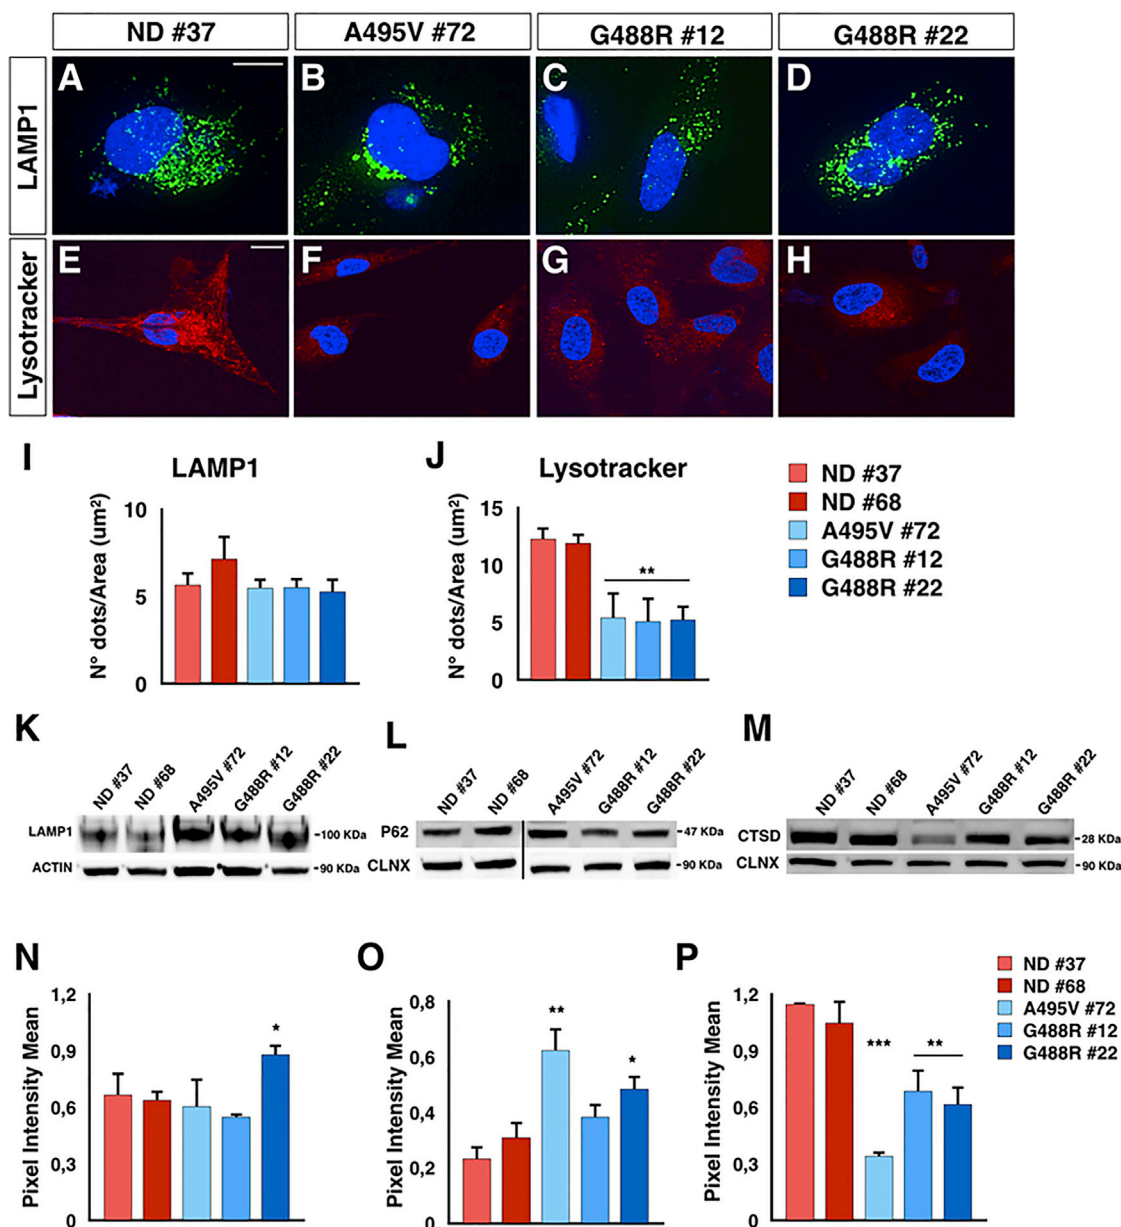 ND #37 A495V #72 G488R #12 G488R #22
LAMP1
A B C D
Lysotracker
E F G H
I
LAMP1
N° dots/Area (um²)
10
5
0
J
Lysotracker
N° dots/Area (um²)
15
10
5
0
**
ND #37
ND #68
A495V #72
G488R #12
G488R #22
K
ND #37 ND #68 A495V #72 G488R #12 G488R #22
LAMP1 -100 KDa
ACTIN -90 KDa
L
ND #37 ND #68 A495V #72 G488R #12 G488R #22
P62 -47 KDa
CLNX -90 KDa
M
ND #37 ND #68 A495V #72 G488R #12 G488R #22
CTSD -28 KDa
CLNX -90 KDa
N
Pixel Intensity Mean
1,2
0,9
0,6
0,3
0
*
O
Pixel Intensity Mean
0,8
0,6
0,4
0,2
0
** *
P
Pixel Intensity Mean
1,2
0,9
0,6
0,3
0
*** **
ND #37
ND #68
A495V #72
G488R #12
G488R #22